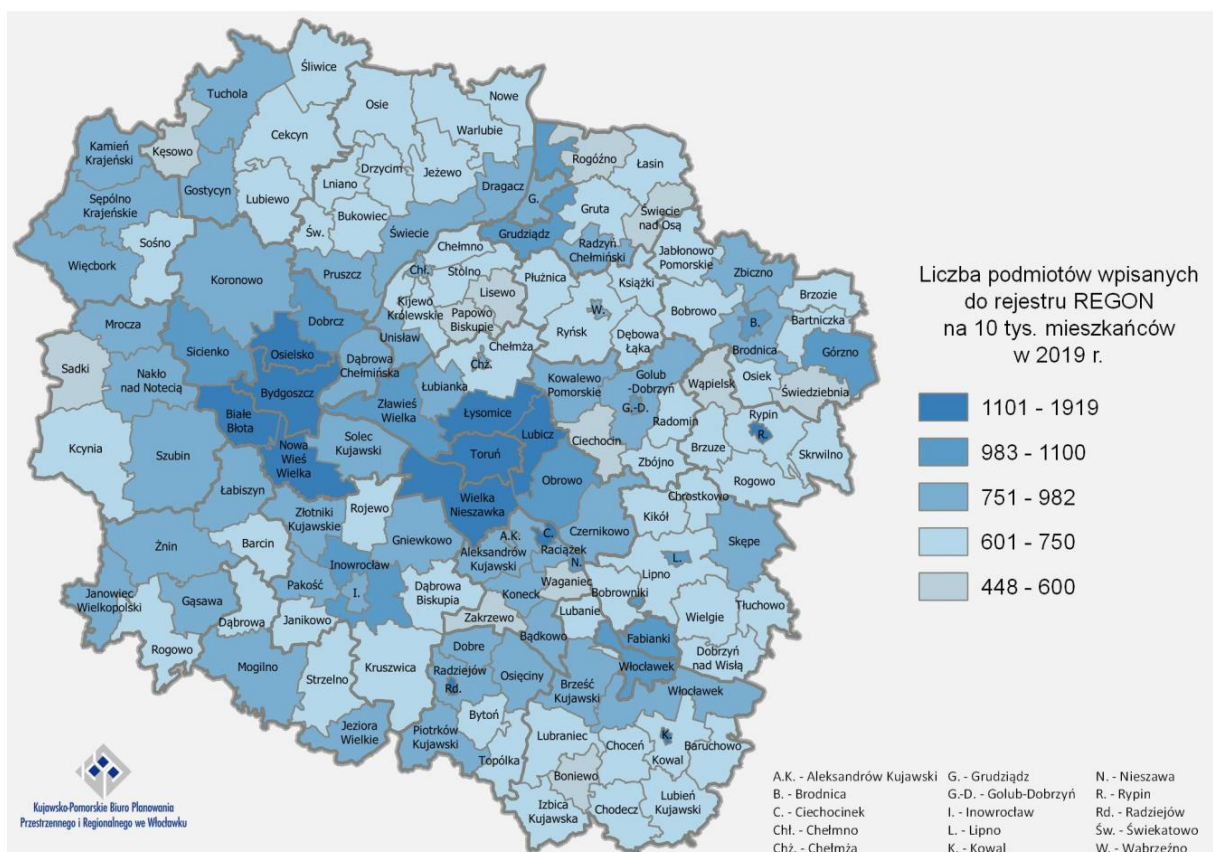 Śliwice
Tuchola
Osie
Nowe
Cekcyn
Warlubie
Kamień
Krajeński
Kęsowo
Rogóźno
Łasin
Drzycim
Jeżewo
Gostycyn
Lniano
Dragacz
G.
Sępólno
Krajeńskie
Lubiewo
Bukowiec
Gruta
Świecie
nad Osą
Św.
Świecie
Grudziądz
Sośno
Radzyń
Chełmiński
Chełmno
Jabłonowo
Pomorskie
Więcbork
Koronowo
Pruszcz
Chł.
Stolno
Płużnica
Książki
Zbiczno
Kijewo
Królewskie
Lisewo
Brzozie
Papowo
Biskupie
W.
Bobrowo
Bartniczka
Mrocza
Dobrcz
Unisław
Ryńsk
Dębowa
Łąka
B.
Brodnica
Górzno
Sicienko
Osielsko
Chełmża
Dąbrowa
Chełmińska
Chż.
Sadki
Nakło
nad Notecią
Łubianka
Kowalewo
Pomorskie
Golub
-Dobrzyń
Wąpielsk
Osiek
Świedziebnia
Bydgoszcz
Zławieś
Wielka
Łysomice
G.-D.
Radomin
Rypin
R.
Białe
Błota
Lubicz
Ciechocin
Brzuze
Skrwilno
Kcynia
Szubin
Nowa
Wieś
Wielka
Solec
Kujawski
Toruń
Zbójno
Rogowo
Łabiszyn
Wielka
Nieszawka
Obrowo
Chrostkowo
Złotniki
Kujawskie
Rojewo
Kikół
Gniewkowo
A.K.
C.
Czernikowo
Skępe
Żnin
Barcin
Aleksandrów
Kujawski
Raciążek
N.
Inowrocław
L.
Lipno
Janowiec
Wielkopolski
Gąsawa
Pakość
I.
Dąbrowa
Biskupia
Koneck
Waganiec
Bobrowniki
Tłuchowo
Dąbrowa
Janikowo
Zakrzewo
Lubanie
Wielgie
Rogowo
Bądkowo
Fabianki
Dobrzyń
nad Wisłą
Mogilno
Strzelno
Kruszwica
Dobre
Radziejów
Rd.
Osięciny
Włocławek
Brześć
Kujawski
Włocławek
Jeziora
Wielkie
Piotrków
Kujawski
Bytoń
Lubraniec
Choceń
K.
Kowal
Baruchowo
Topólka
Boniewo
Izbica
Kujawska
Chodecz
Lubień
Kujawski
Liczba podmiotów wpisanych
do rejestru REGON
na 10 tys. mieszkańców
w 2019 r.
1101 - 1919
983 - 1100
751 - 982
601 - 750
448 - 600
Kujawsko-Pomorskie Biuro Planowania
Przestrzennego i Regionalnego we Włocławku
A.K. - Aleksandrów Kujawski G. - Grudziądz N. - Nieszawa
B. - Brodnica G.-D. - Golub-Dobrzyń R. - Rypin
C. - Ciechocinek I. - Inowrocław Rd. - Radziejów
Chł. - Chełmno L. - Lipno Św. - Świekatowo
Chż. - Chełmża K. - Kowal W. - Wąbrzeźno